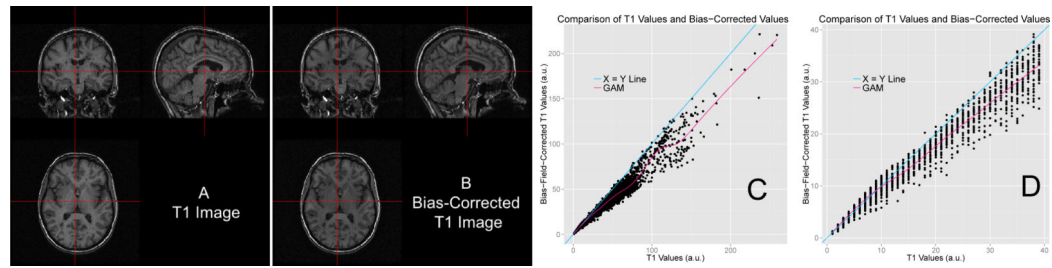 A
T1 Image
B
Bias-Corrected
T1 Image
Comparison of T1 Values and Bias-Corrected Values
Bias-Field-Corrected T1 Values (a.u.)
200
150
100
50
0
X = Y Line
GAM
C
0
100
200
T1 Values (a.u.)
Comparison of T1 Values and Bias-Corrected Values
Bias-Field-Corrected T1 Values (a.u.)
40
30
20
10
0
X = Y Line
GAM
D
0
10
20
30
40
T1 Values (a.u.)